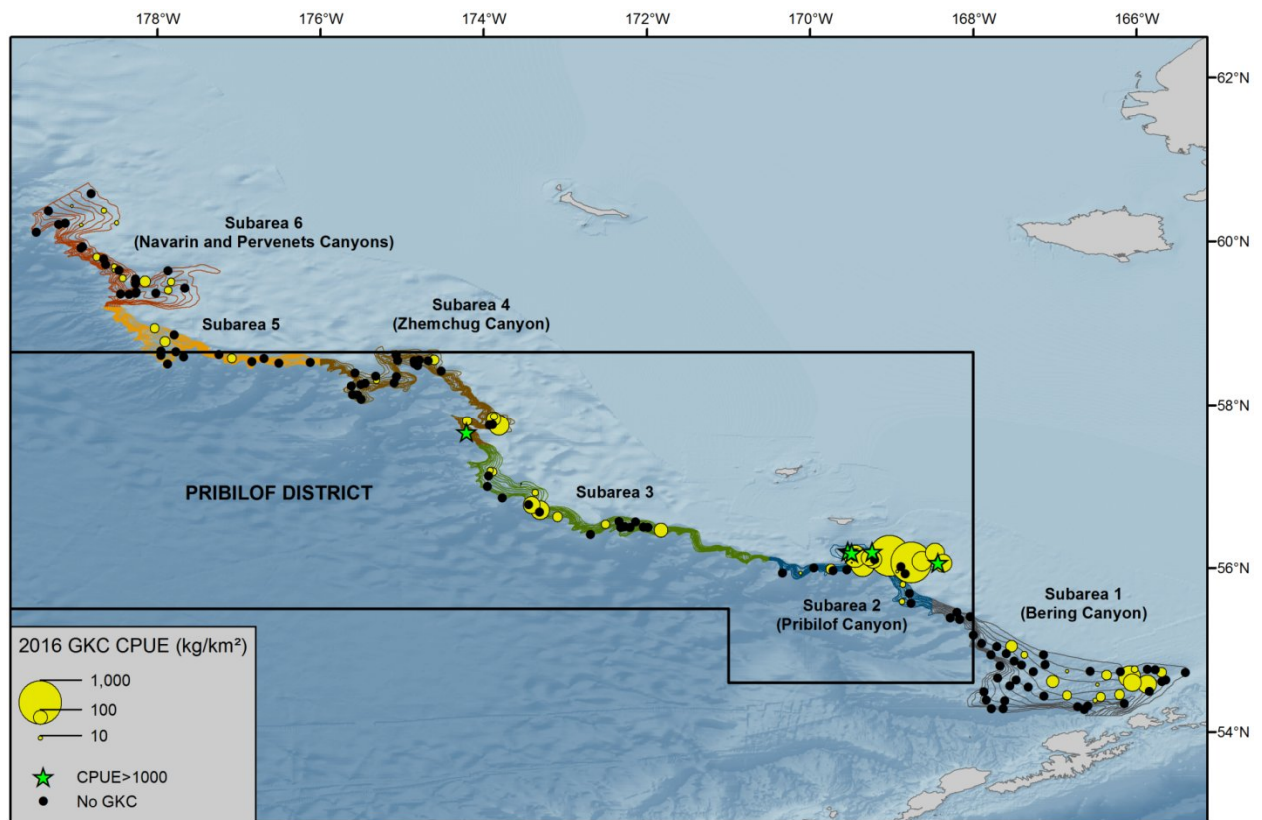 178°W 176°W 174°W 172°W 170°W 168°W 166°W
62°N
60°N
58°N
56°N
54°N
Subarea 6
(Navarin and Pervenets Canyons)
Subarea 5
Subarea 4
(Zhemchug Canyon)
PRIBILOF DISTRICT
Subarea 3
Subarea 2
(Pribilof Canyon)
Subarea 1
(Bering Canyon)
2016 GKC CPUE (kg/km²)
1,000
100
10
CPUE>1000
No GKC